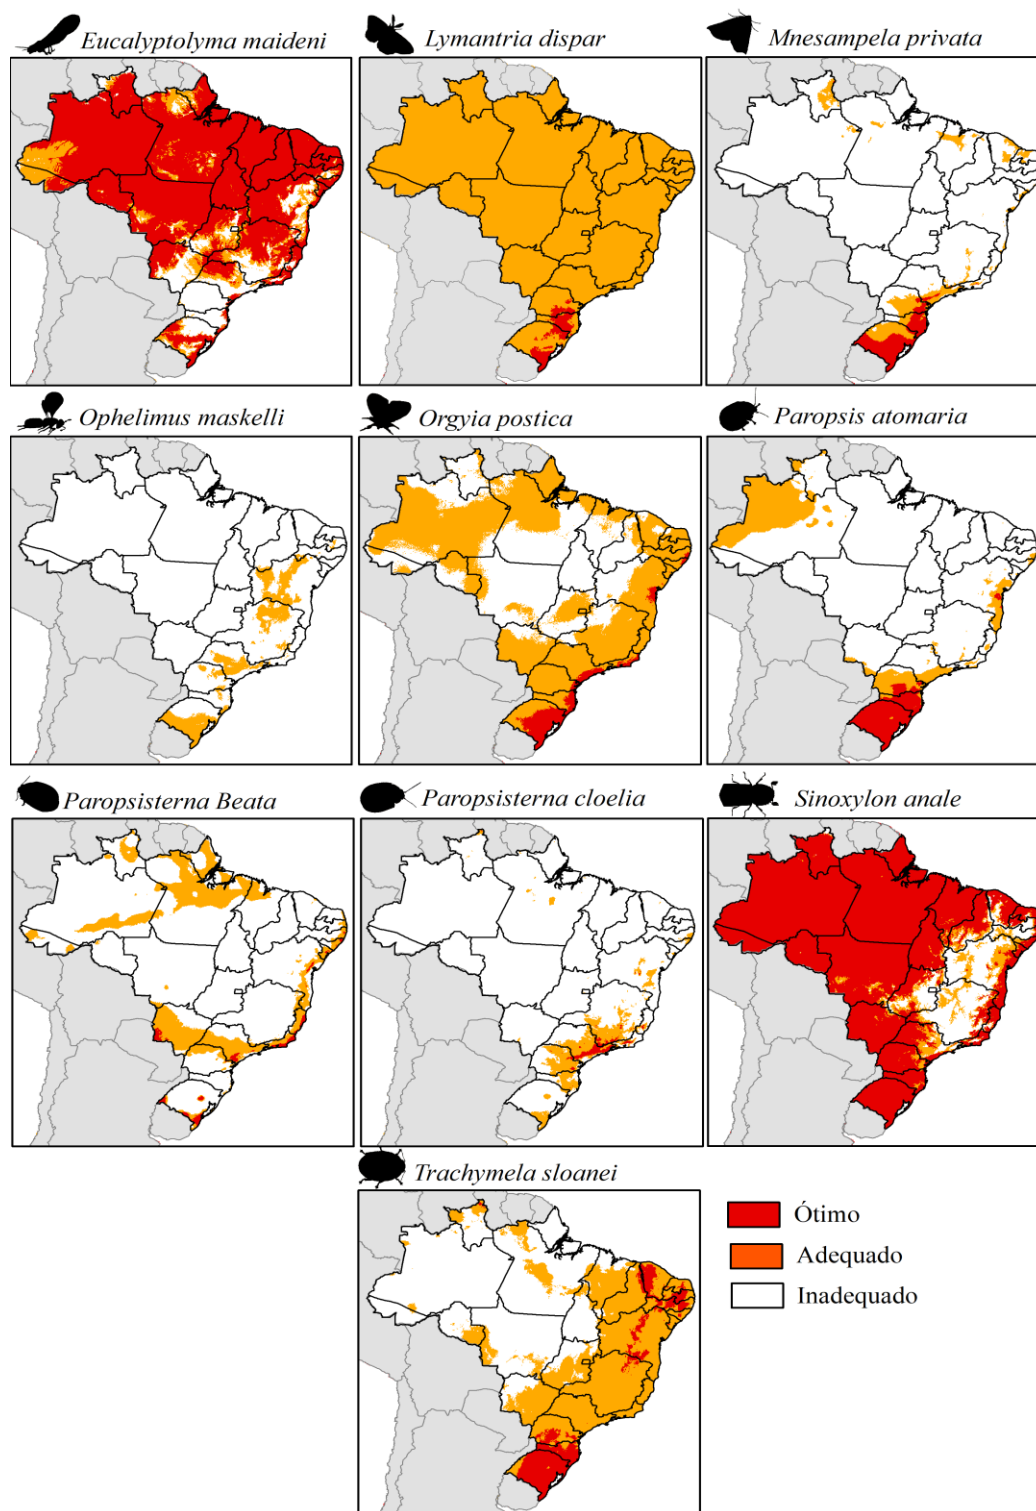 Eucalyptolyma maideni
Lymantria dispar
Mnesampela privata
Ophelimus maskelli
Orgyia postica
Paropsis atomaria
Paropsisterna Beata
Paropsisterna cloelia
Sinoxylon anale
Trachymela sloanei
Ótimo
Adequado
Inadequado